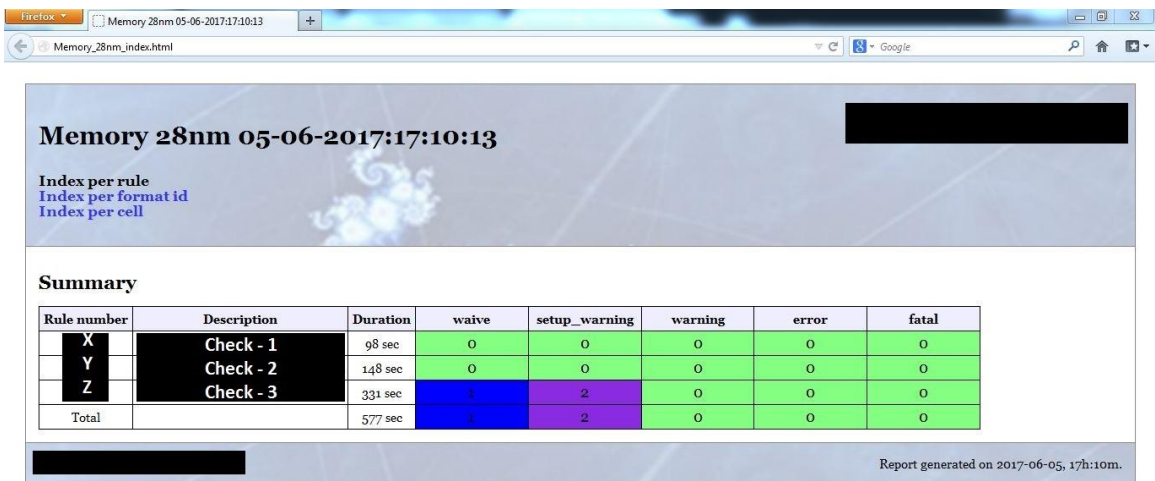 Firefox
Memory 28nm 05-06-2017:17:10:13
Memory_28nm_index.html
Google
Memory 28nm 05-06-2017:17:10:13
Index per rule
Index per format id
Index per cell
Summary
Rule number Description Duration waive setup_warning warning error fatal
X Check - 1 98 sec 0 0 0 0 0
Y Check - 2 148 sec 0 0 0 0 0
Z Check - 3 331 sec 1 2 0 0 0
Total 577 sec 1 2 0 0 0
Report generated on 2017-06-05, 17h:10m.